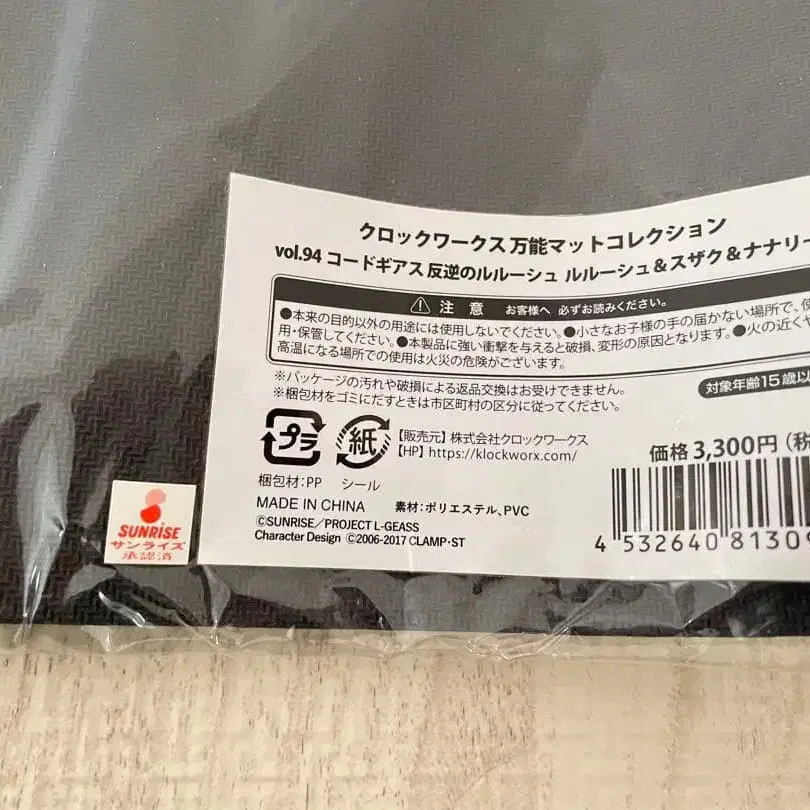 クロックワークス 万能マットコレクション
vol.94 コードギアス 反逆のルルーシュ ルルーシュ&スザク&ナナリー
注 意 お客様へ 必ずお読みください。
●本来の目的以外の用途には使用しないでください。●小さなお子様の手の届かない場所で、使
用・保管してください。●本製品に強い衝撃を与えると破損、変形の原因となります。●火の近くや
高温になる場所での使用は火災の危険がございます。
※パッケージの汚れや破損による返品交換はお受けできません。
※梱包材をゴミにだすときは市区町村の区分に従ってください。
対象年齢15歳以
プラ 紙
【販売元】株式会社クロックワークス
【HP】https://klockworx.com/
梱包材:PP シール
価格 3,300円(税
MADE IN CHINA 素材:ポリエステル、PVC
©SUNRISE/PROJECT L-GEASS
Character Design ©2006-2017 CLAMP・ST
4 532640 81309
SUNRISE
サンライズ
承認済